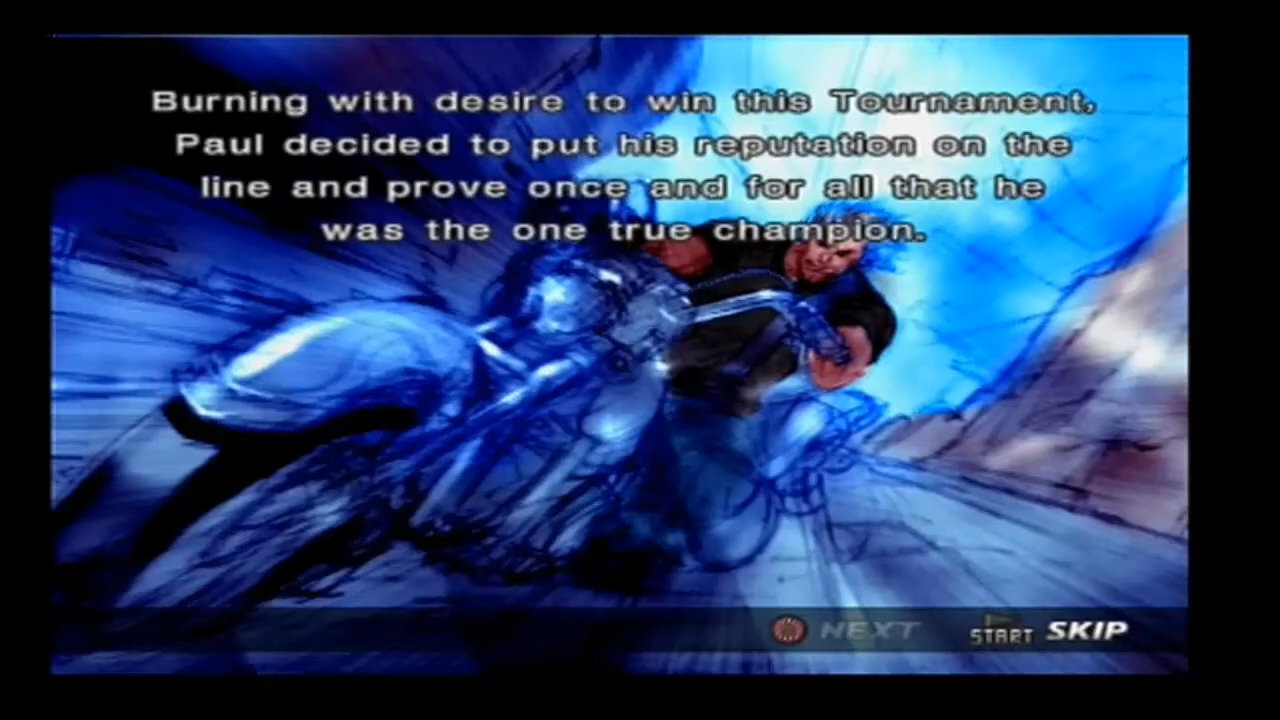 Burning with desire to win this Tournament,
Paul decided to put his reputation on the
line and prove once and for all that he
was the one true champion.
NEXT START SKIP